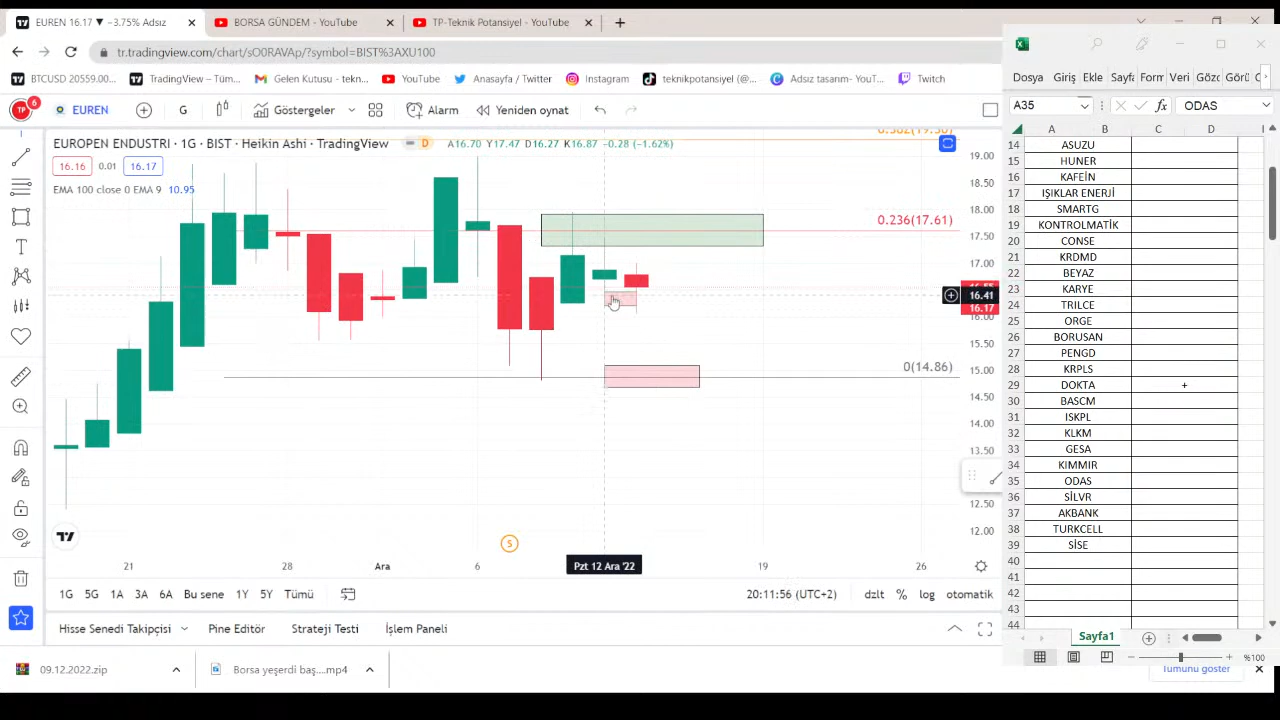 EUREN 16.17 ▼ −3.75% Adsız
BORSA GÜNDEM - YouTube
TP-Teknik Potansiyel - YouTube
tr.tradingview.com/chart/sO0RAVAp/?symbol=BIST%3AXU100
BTCUSD 20559.00...
TradingView – Tüm...
Gelen Kutusu - tekn...
YouTube
Anasayfa / Twitter
Instagram
teknikpotansiyel (@...
Adsız tasarım- YouT...
Twitch
TP
6
EUREN
G
Göstergeler
Alarm
Yeniden oynat
EUROPEN ENDUSTRI · 1G · BIST · Heikin Ashi · TradingView
D
A16.70 Y17.47 D16.27 K16.87 −0.28 (−1.62%)
16.16
0.01
16.17
EMA 100 close 0 EMA 9 10.95
0.382(19.30)
0.236(17.61)
0(14.86)
19.00
18.50
18.00
17.50
17.00
16.41
16.17
16.00
15.50
15.00
14.50
14.00
13.50
12.50
12.00
S
21
28
Ara
6
Pzt 12 Ara '22
19
26
1G
5G
1A
3A
6A
Bu sene
1Y
5Y
Tümü
20:11:56 (UTC+2)
dzlt
%
log
otomatik
Hisse Senedi Takipçisi
Pine Editör
Strateji Testi
İşlem Paneli
09.12.2022.zip
Borsa yeşerdi baş....mp4
Tümünü göster
Dosya
Giriş
Ekle
Sayfa
Form
Veri
Gözc
Görü
A35
fx
ODAS
A
B
C
D
14 ASUZU
15 HUNER
16 KAFEİN
17 IŞIKLAR ENERJİ
18 SMARTG
19 KONTROLMATİK
20 CONSE
21 KRDMD
22 BEYAZ
23 KARYE
24 TRILCE
25 ORGE
26 BORUSAN
27 PENGD
28 KRPLS
29 DOKTA +
30 BASCM
31 ISKPL
32 KLKM
33 GESA
34 KIMMIR
35 ODAS
36 SİLVR
37 AKBANK
38 TURKCELL
39 SİSE
40
41
42
43
44
Sayfa1
%100